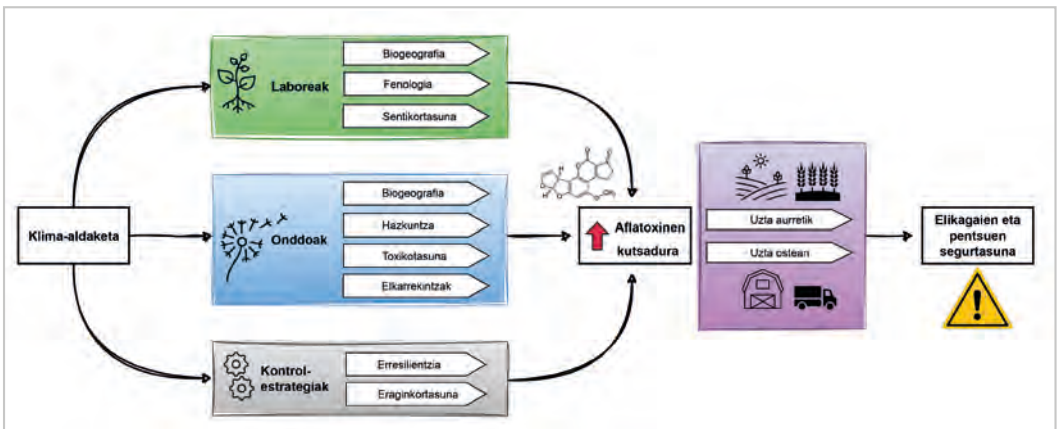 Klima-aldaketa
Laboreak
Biogeografia
Fenologia
Sentikortasuna
Onddoak
Biogeografia
Hazkuntza
Toxikotasuna
Elkarrekintzak
Kontrol-
estrategiak
Erresilientzia
Eraginkortasuna
Aflatoxinen
kutsadura
Uzta aurretik
Uzta ostean
Elikagaien eta
pentsuen
segurtasuna